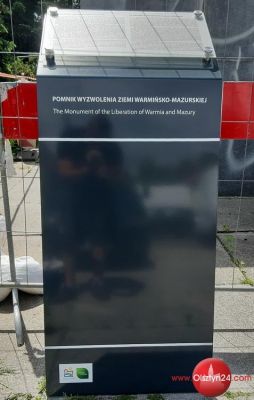 POMNIK WYZWOLENIA ZIEMI WARMIŃSKO-MAZURSKIEJ
The Monument of the Liberation of Warmia and Mazury
www.Olsztyn24.com